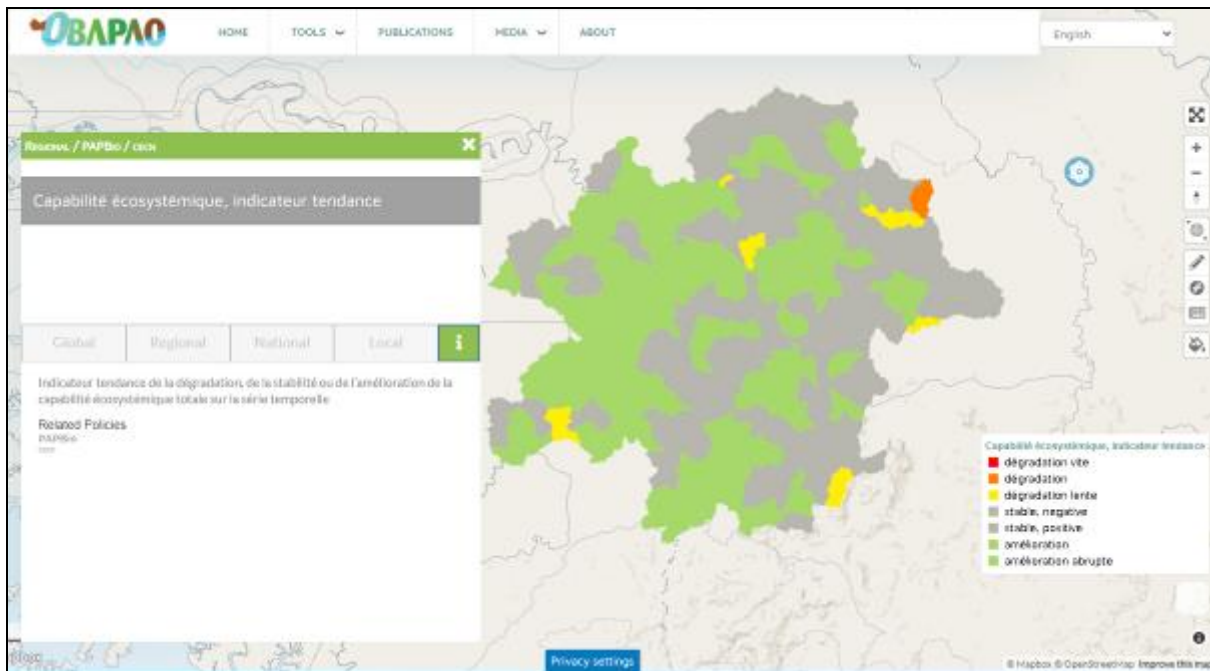 OBAPAO
HOME TOOLS PUBLICATIONS MEDIA ABOUT
English
REGIONAL / PAPBIO / CECN
Capabilité écosystémique, indicateur tendance
Global Regional National Local i
Indicateur tendance de la dégradation, de la stabilité ou de l'amélioration de la
capabilité écosystémique totale sur la série temporelle
Related Policies
PAPBio
Capabilité écosystémique, indicateur tendance
dégradation vite
dégradation
dégradation lente
stable, negative
stable, positive
amékoration
amékoration abrupte
Privacy settings
© Mapbox © OpenStreetMap Improve this map